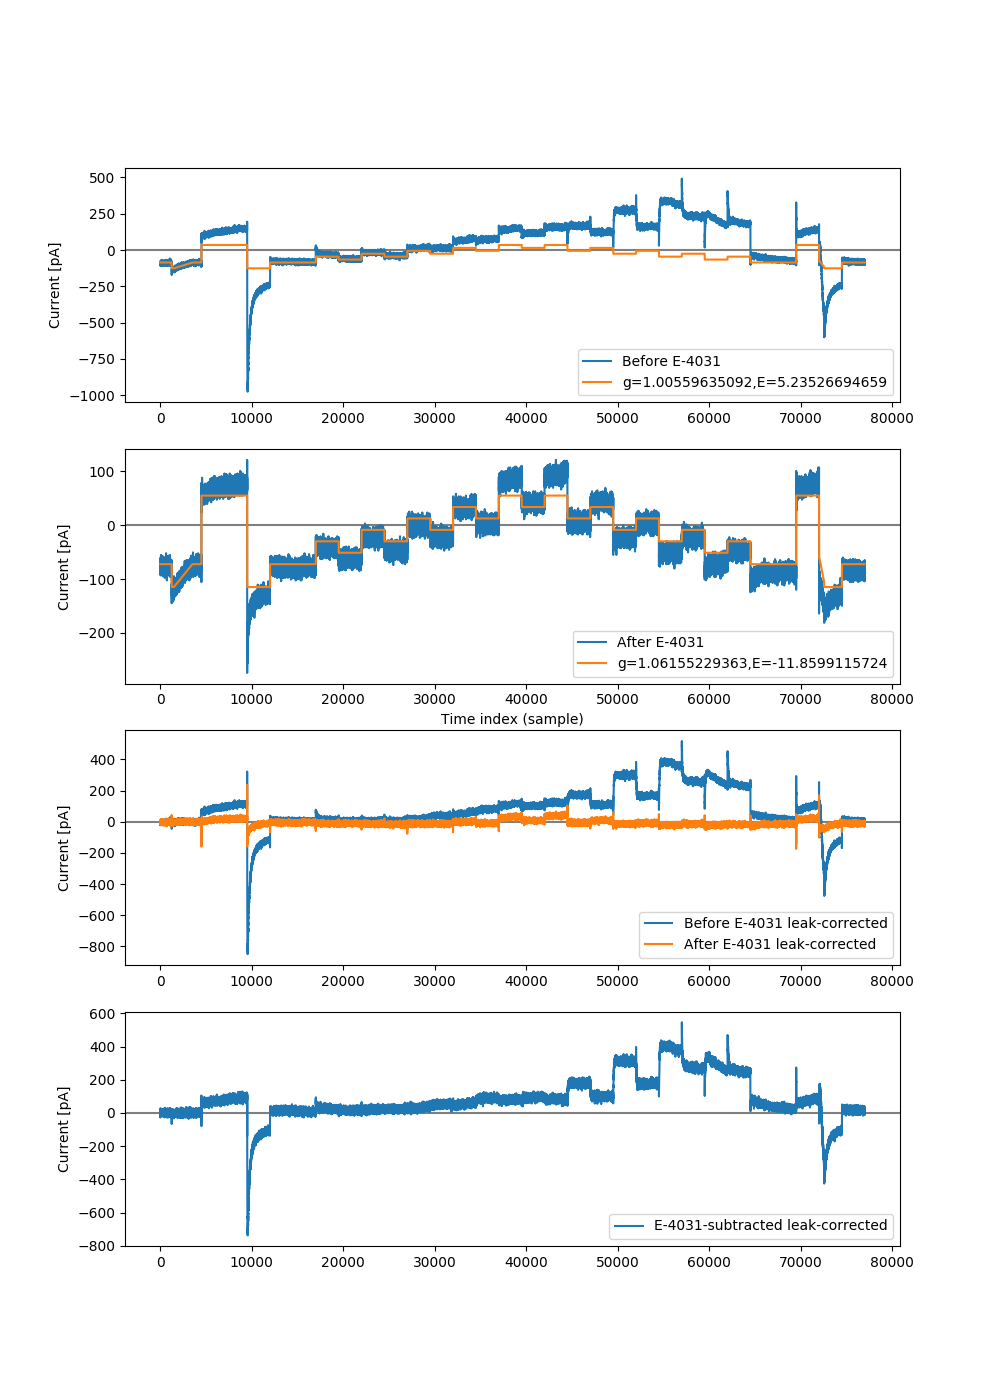 500
250
0
−250
−500
−750
−1000
Current [pA]
Before E-4031
g=1.00559635092,E=5.23526694659
0 10000 20000 30000 40000 50000 60000 70000 80000
100
0
−100
−200
Current [pA]
After E-4031
g=1.06155229363,E=-11.8599115724
0 10000 20000 30000 40000 50000 60000 70000 80000
Time index (sample)
400
200
0
−200
−400
−600
−800
Current [pA]
Before E-4031 leak-corrected
After E-4031 leak-corrected
0 10000 20000 30000 40000 50000 60000 70000 80000
600
400
200
0
−200
−400
−600
−800
Current [pA]
E-4031-subtracted leak-corrected
0 10000 20000 30000 40000 50000 60000 70000 80000